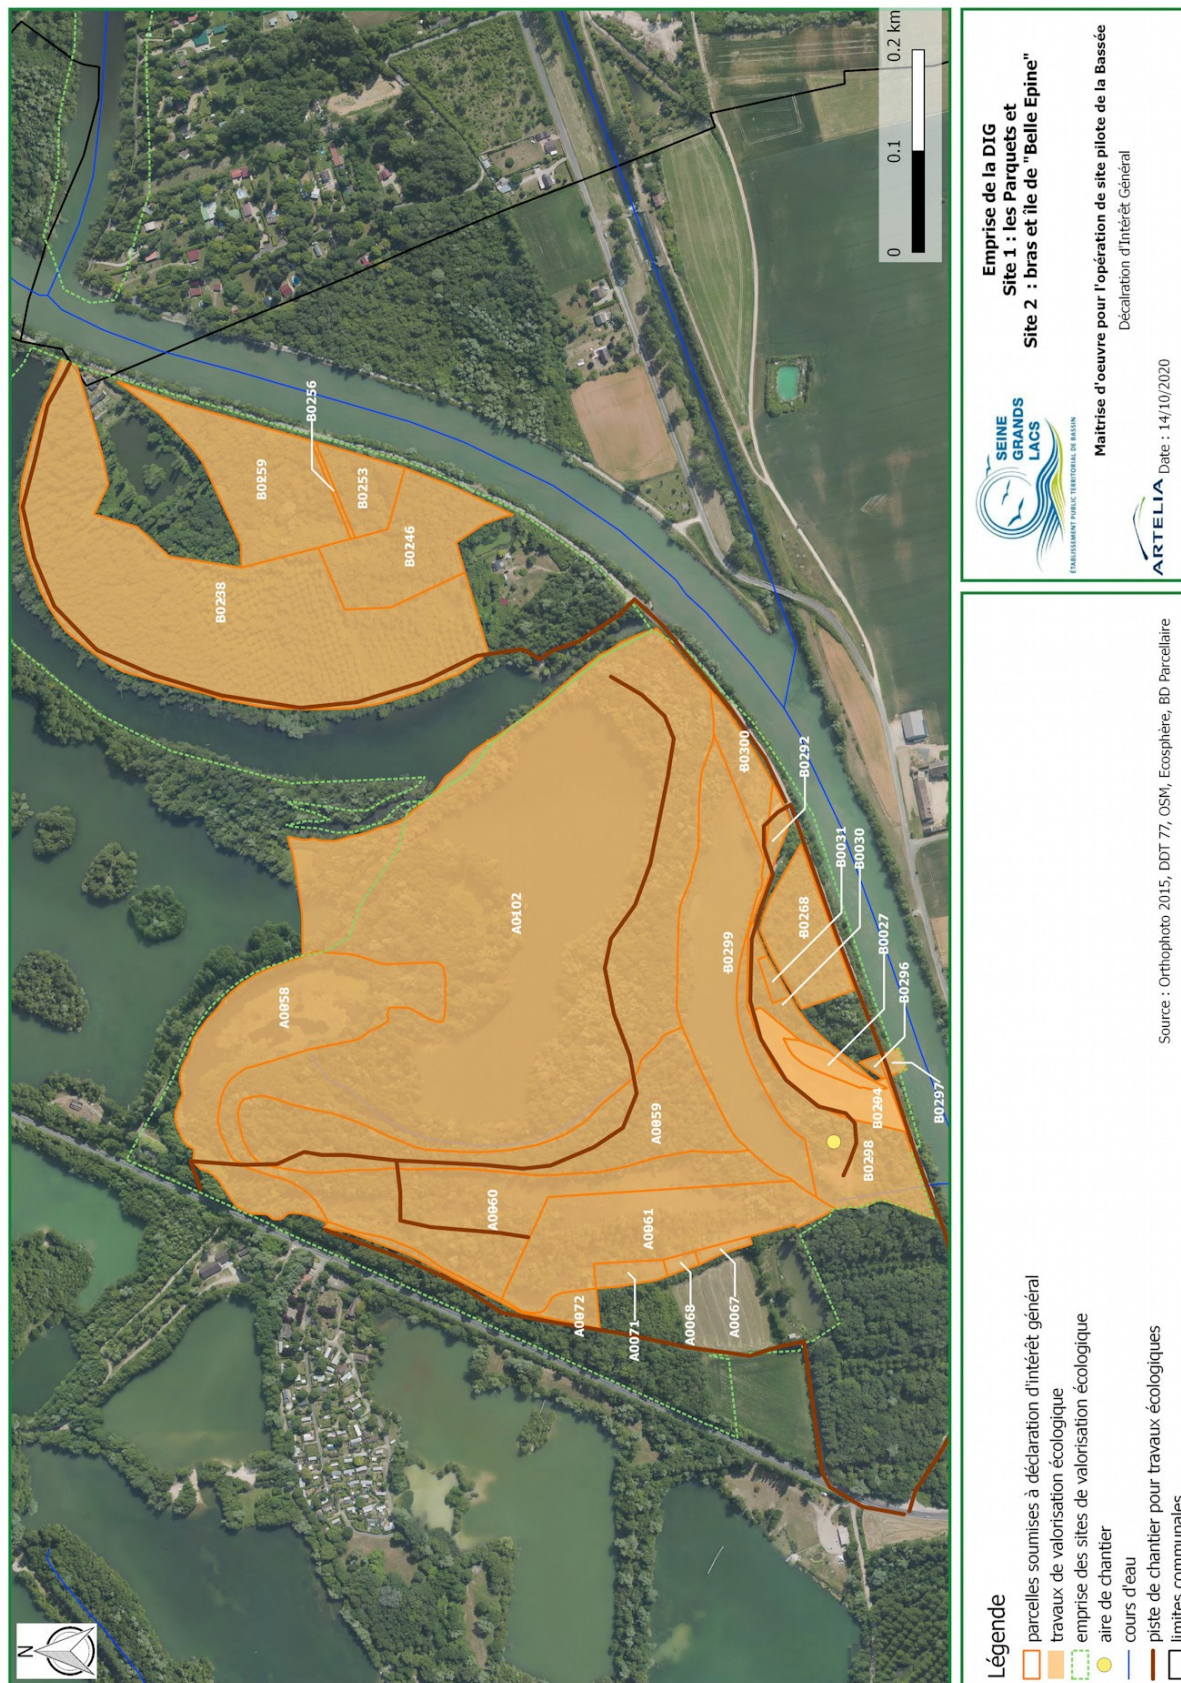 N
B0238
B0259
B0256
B0253
B0246
A0058
A0102
A0059
A0060
A0061
A0072
A0071
A0068
A0067
B0299
B0300
B0292
B0031
B0030
B0268
B0027
B0296
B0294
B0297
B0298
0
0.1
0.2 km
Légende
parcelles soumises à déclaration d'intérêt général
travaux de valorisation écologique
emprise des sites de valorisation écologique
aire de chantier
cours d'eau
piste de chantier pour travaux écologiques
limites communales
Source : Orthophoto 2015, DDT 77, OSM, Ecosphère, BD Parcellaire
SEINE
GRANDS
LACS
ÉTABLISSEMENT PUBLIC TERRITORIAL DE BASSIN
Emprise de la DIG
Site 1 : les Parquets et
Site 2 : bras et île de "Belle Epine"
Maîtrise d'oeuvre pour l'opération de site pilote de la Bassée
Décalration d'Intérêt Général
ARTELIA
Date : 14/10/2020